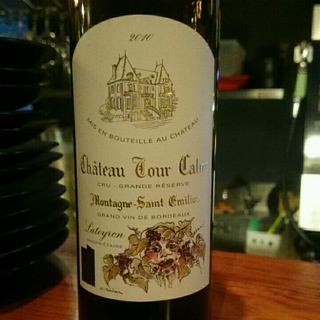 2010
MIS EN BOUTEILLE AU CHATEAU
Château Tour
CRU - GRANDE RÉSERVE
Montagne-Saint-Emilion
GRAND VIN DE BORDEAUX
Lateyron
PROPRIÉTAIRE